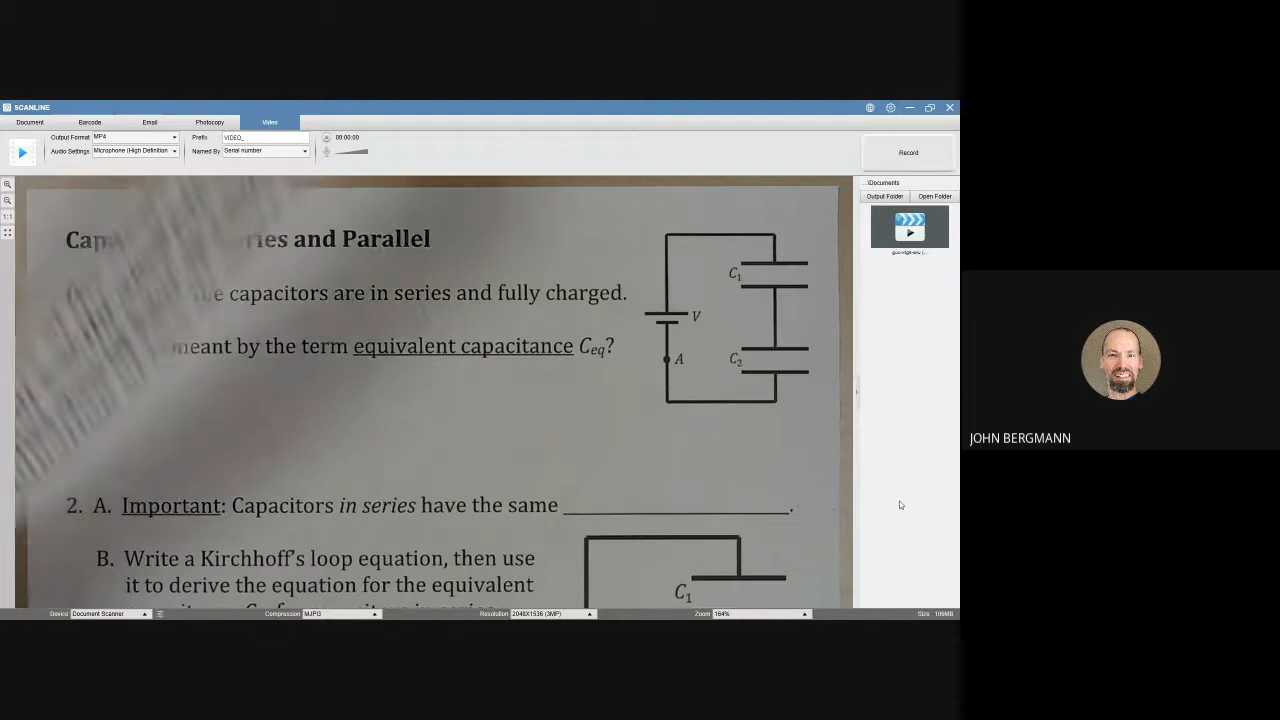 SCANLINE
Document Barcode Email Photocopy Video
Output Format MP4 Prefix VIDEO_ 00:00:00
Audio Settings Microphone (High Definition Named By Serial number
Record
...\Documents
Output Folder Open Folder
1:1
and Parallel
capacitors are in series and fully charged.
meant by the term equivalent capacitance Ceq?
C1
V
A
C2
2. A. Important: Capacitors in series have the same ____________________.
B. Write a Kirchhoff's loop equation, then use
it to derive the equation for the equivalent
C1
JOHN BERGMANN
Device Document Scanner Compression MJPG Resolution 2048X1536 (3MP) Zoom 164% Size 106MB